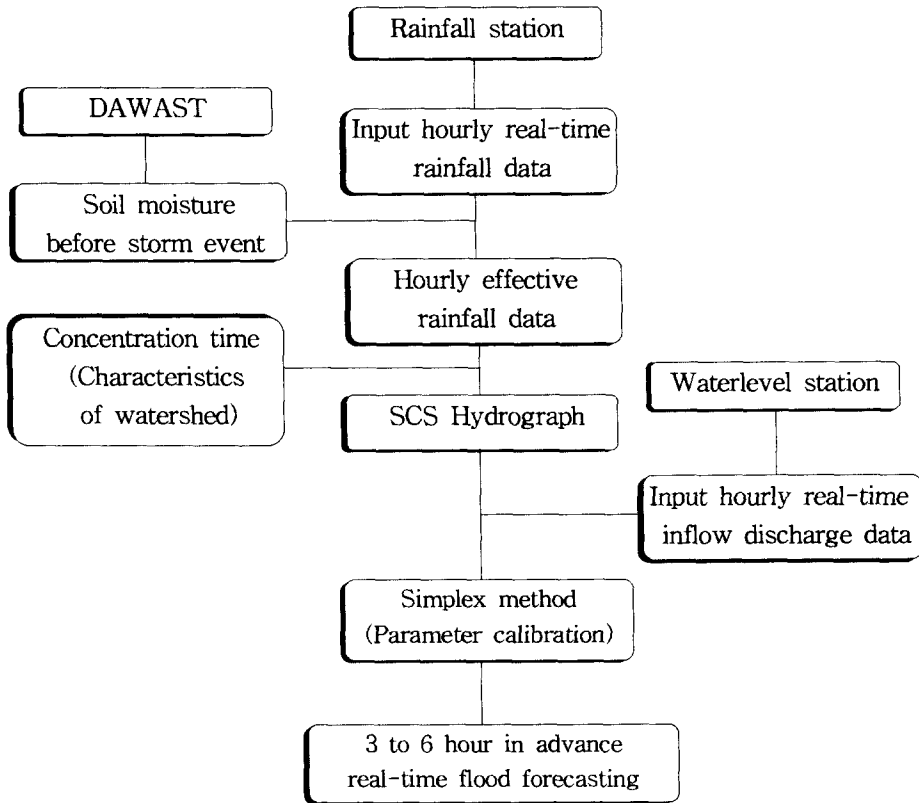 Rainfall station
DAWAST
Input hourly real-time
rainfall data
Soil moisture
before storm event
Hourly effective
rainfall data
Concentration time
(Characteristics
of watershed)
Waterlevel station
SCS Hydrograph
Input hourly real-time
inflow discharge data
Simplex method
(Parameter calibration)
3 to 6 hour in advance
real-time flood forecasting